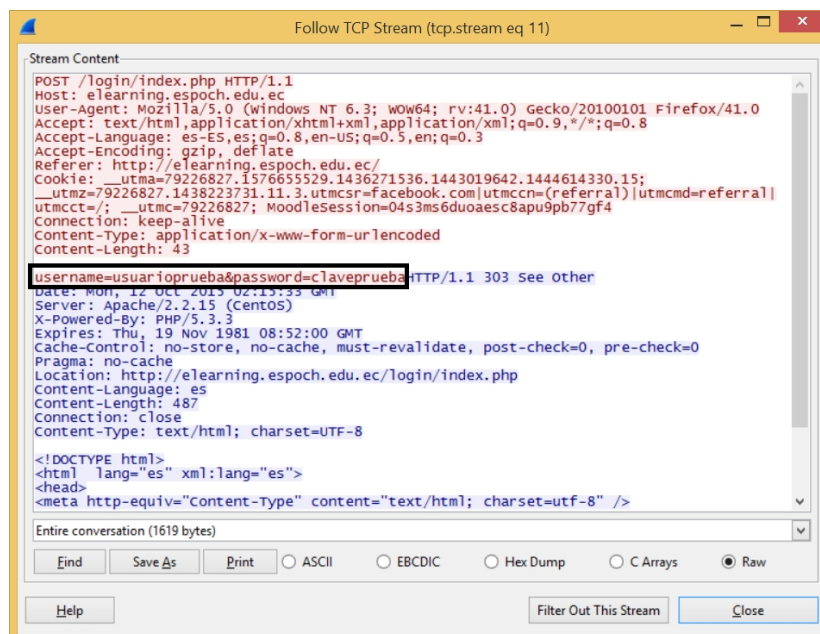 Follow TCP Stream (tcp.stream eq 11)
Stream Content
POST /login/index.php HTTP/1.1
Host: elearning.espoch.edu.ec
User-Agent: Mozilla/5.0 (Windows NT 6.3; WOW64; rv:41.0) Gecko/20100101 Firefox/41.0
Accept: text/html,application/xhtml+xml,application/xml;q=0.9,*/*;q=0.8
Accept-Language: es-ES,es;q=0.8,en-US;q=0.5,en;q=0.3
Accept-Encoding: gzip, deflate
Referer: http://elearning.espoch.edu.ec/
Cookie: __utma=79226827.1576655529.1436271536.1443019642.1444614330.15;
__utmz=79226827.1438223731.11.3.utmcsr=facebook.com|utmccn=(referral)|utmcmd=referral|
utmcct=/; __utmc=79226827; MoodleSession=04s3ms6duoaesc8apu9pb77gf4
Connection: keep-alive
Content-Type: application/x-www-form-urlencoded
Content-Length: 43
username=usuarioprueba&password=claveprueba HTTP/1.1 303 See Other
Date: Mon, 12 Oct 2015 02:15:33 GMT
Server: Apache/2.2.15 (CentOS)
X-Powered-By: PHP/5.3.3
Expires: Thu, 19 Nov 1981 08:52:00 GMT
Cache-Control: no-store, no-cache, must-revalidate, post-check=0, pre-check=0
Pragma: no-cache
Location: http://elearning.espoch.edu.ec/login/index.php
Content-Language: es
Content-Length: 487
Connection: close
Content-Type: text/html; charset=UTF-8
<!DOCTYPE html>
<html  lang="es" xml:lang="es">
<head>
<meta http-equiv="Content-Type" content="text/html; charset=utf-8" />
Entire conversation (1619 bytes)
Find Save As Print ASCII EBCDIC Hex Dump C Arrays Raw
Help Filter Out This Stream Close